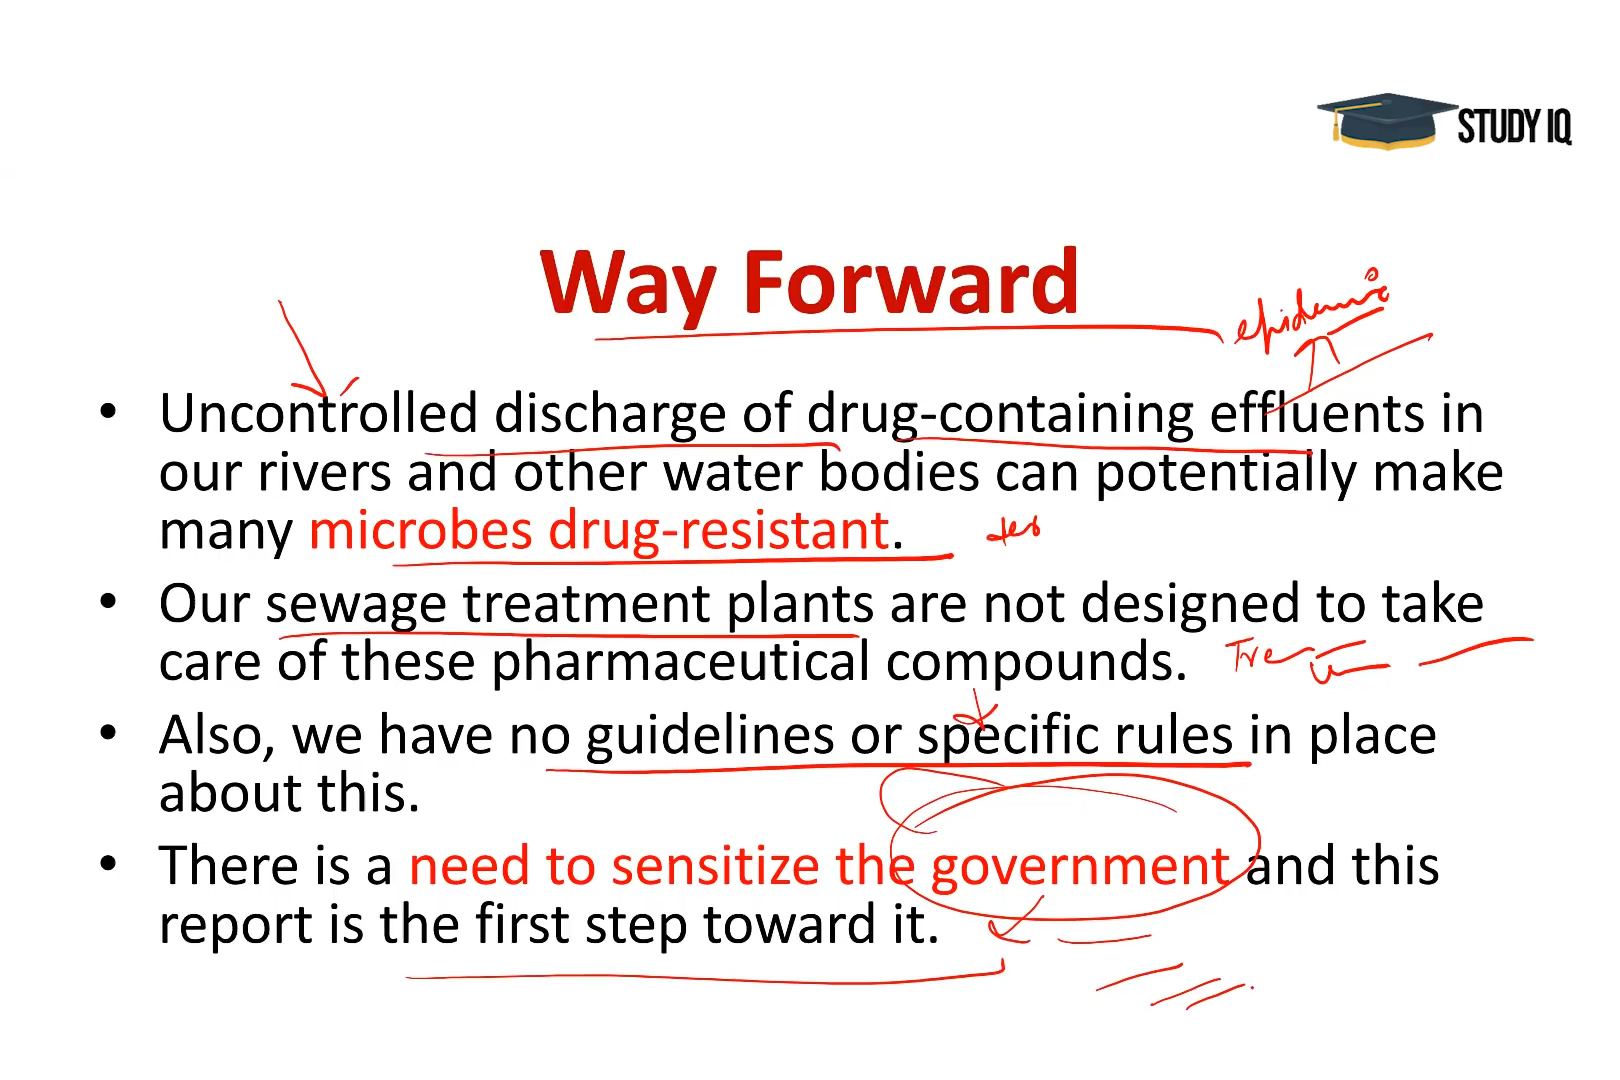 STUDY IQ
Way Forward
epidemic
• Uncontrolled discharge of drug-containing effluents in
our rivers and other water bodies can potentially make
many microbes drug-resistant.
• Our sewage treatment plants are not designed to take
care of these pharmaceutical compounds.
• Also, we have no guidelines or specific rules in place
about this.
• There is a need to sensitize the government and this
report is the first step toward it.